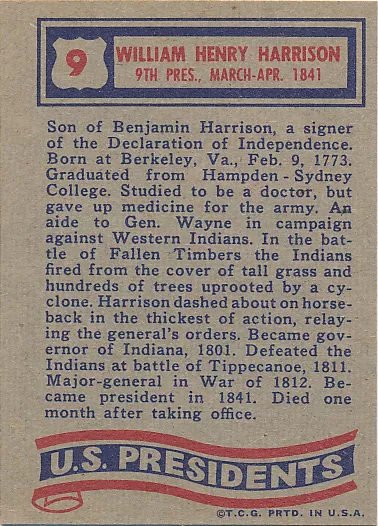 9
WILLIAM HENRY HARRISON
9TH PRES., MARCH-APR. 1841
Son of Benjamin Harrison, a signer
of the Declaration of Independence.
Born at Berkeley, Va., Feb. 9, 1773.
Graduated from Hampden - Sydney
College. Studied to be a doctor, but
gave up medicine for the army. An
aide to Gen. Wayne in campaign
against Western Indians. In the bat-
tle of Fallen Timbers the Indians
fired from the cover of tall grass and
hundreds of trees uprooted by a cy-
clone. Harrison dashed about on horse-
back in the thickest of action, relay-
ing the general's orders. Became gov-
ernor of Indiana, 1801. Defeated the
Indians at battle of Tippecanoe, 1811.
Major-general in War of 1812. Be-
came president in 1841. Died one
month after taking office.
U.S. PRESIDENTS
©T.C.G. PRTD. IN U.S.A.